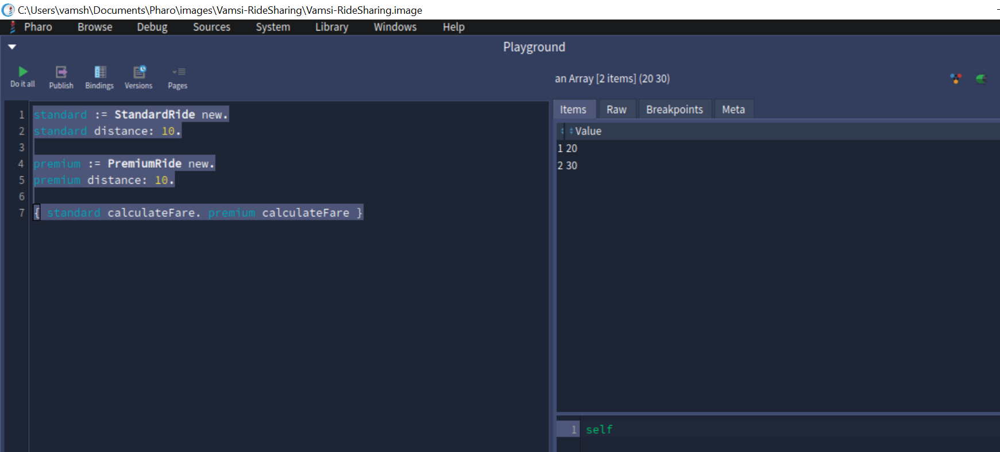 C:\Users\vamsh\Documents\Pharo\images\Vamsi-RideSharing\Vamsi-RideSharing.image
Pharo Browse Debug Sources System Library Windows Help
Playground
Do it all Publish Bindings Versions Pages
1 standard := StandardRide new.
2 standard distance: 10.
3
4 premium := PremiumRide new.
5 premium distance: 10.
6
7 { standard calculateFare. premium calculateFare }
an Array [2 items] (20 30)
Items Raw Breakpoints Meta
Value
1 20
2 30
1 self